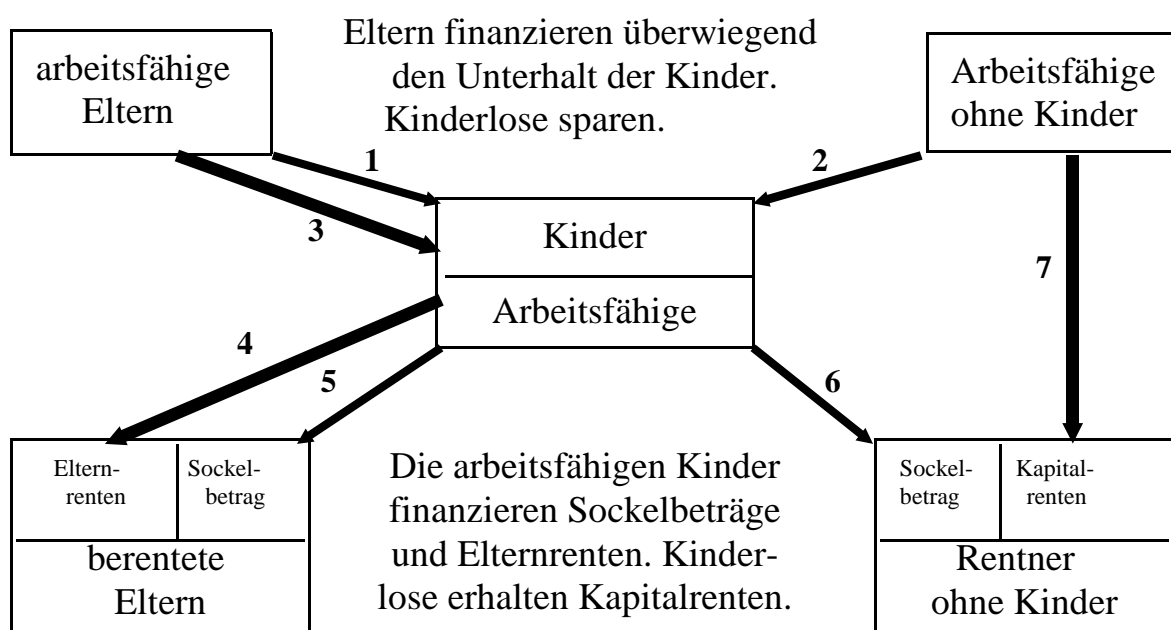 Eltern finanzieren überwiegend
den Unterhalt der Kinder.
Kinderlose sparen.
arbeitsfähige
Eltern
Arbeitsfähige
ohne Kinder
1
2
3
Kinder
7
Arbeitsfähige
4
5
6
Eltern-
renten
Sockel-
betrag
berentete
Eltern
Die arbeitsfähigen Kinder
finanzieren Sockelbeträge
und Elternrenten. Kinder-
lose erhalten Kapitalrenten.
Sockel-
betrag
Kapital-
renten
Rentner
ohne Kinder